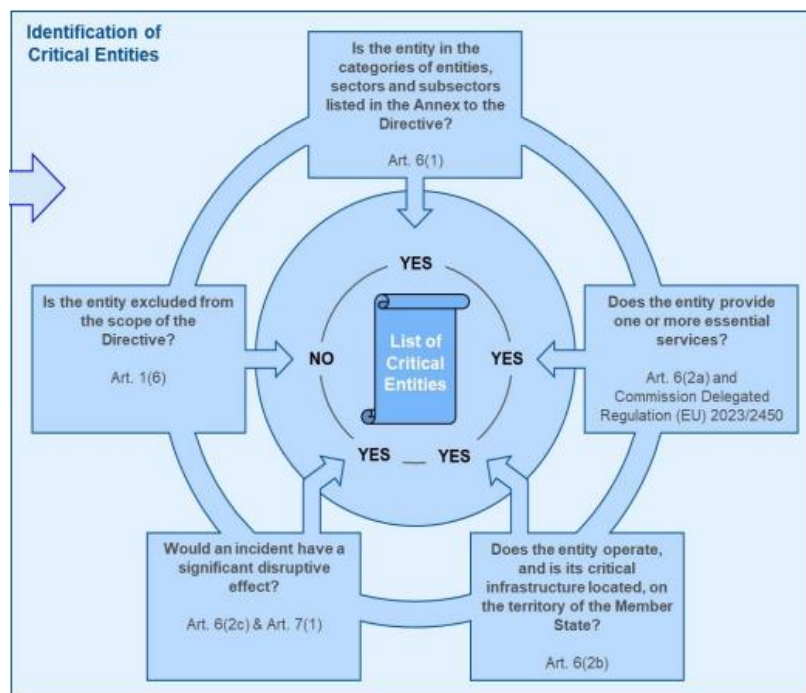 Identification of
Critical Entities
Is the entity in the
categories of entities,
sectors and subsectors
listed in the Annex to the
Directive?
Art. 6(1)
YES
Is the entity excluded from
the scope of the
Directive?
Art. 1(6)
NO
List of
Critical
Entities
YES
Does the entity provide
one or more essential
services?
Art. 6(2a) and
Commission Delegated
Regulation (EU) 2023/2450
YES
YES
Would an incident have a
significant disruptive
effect?
Art. 6(2c) & Art. 7(1)
Does the entity operate,
and is its critical
infrastructure located, on
the territory of the Member
State?
Art. 6(2b)